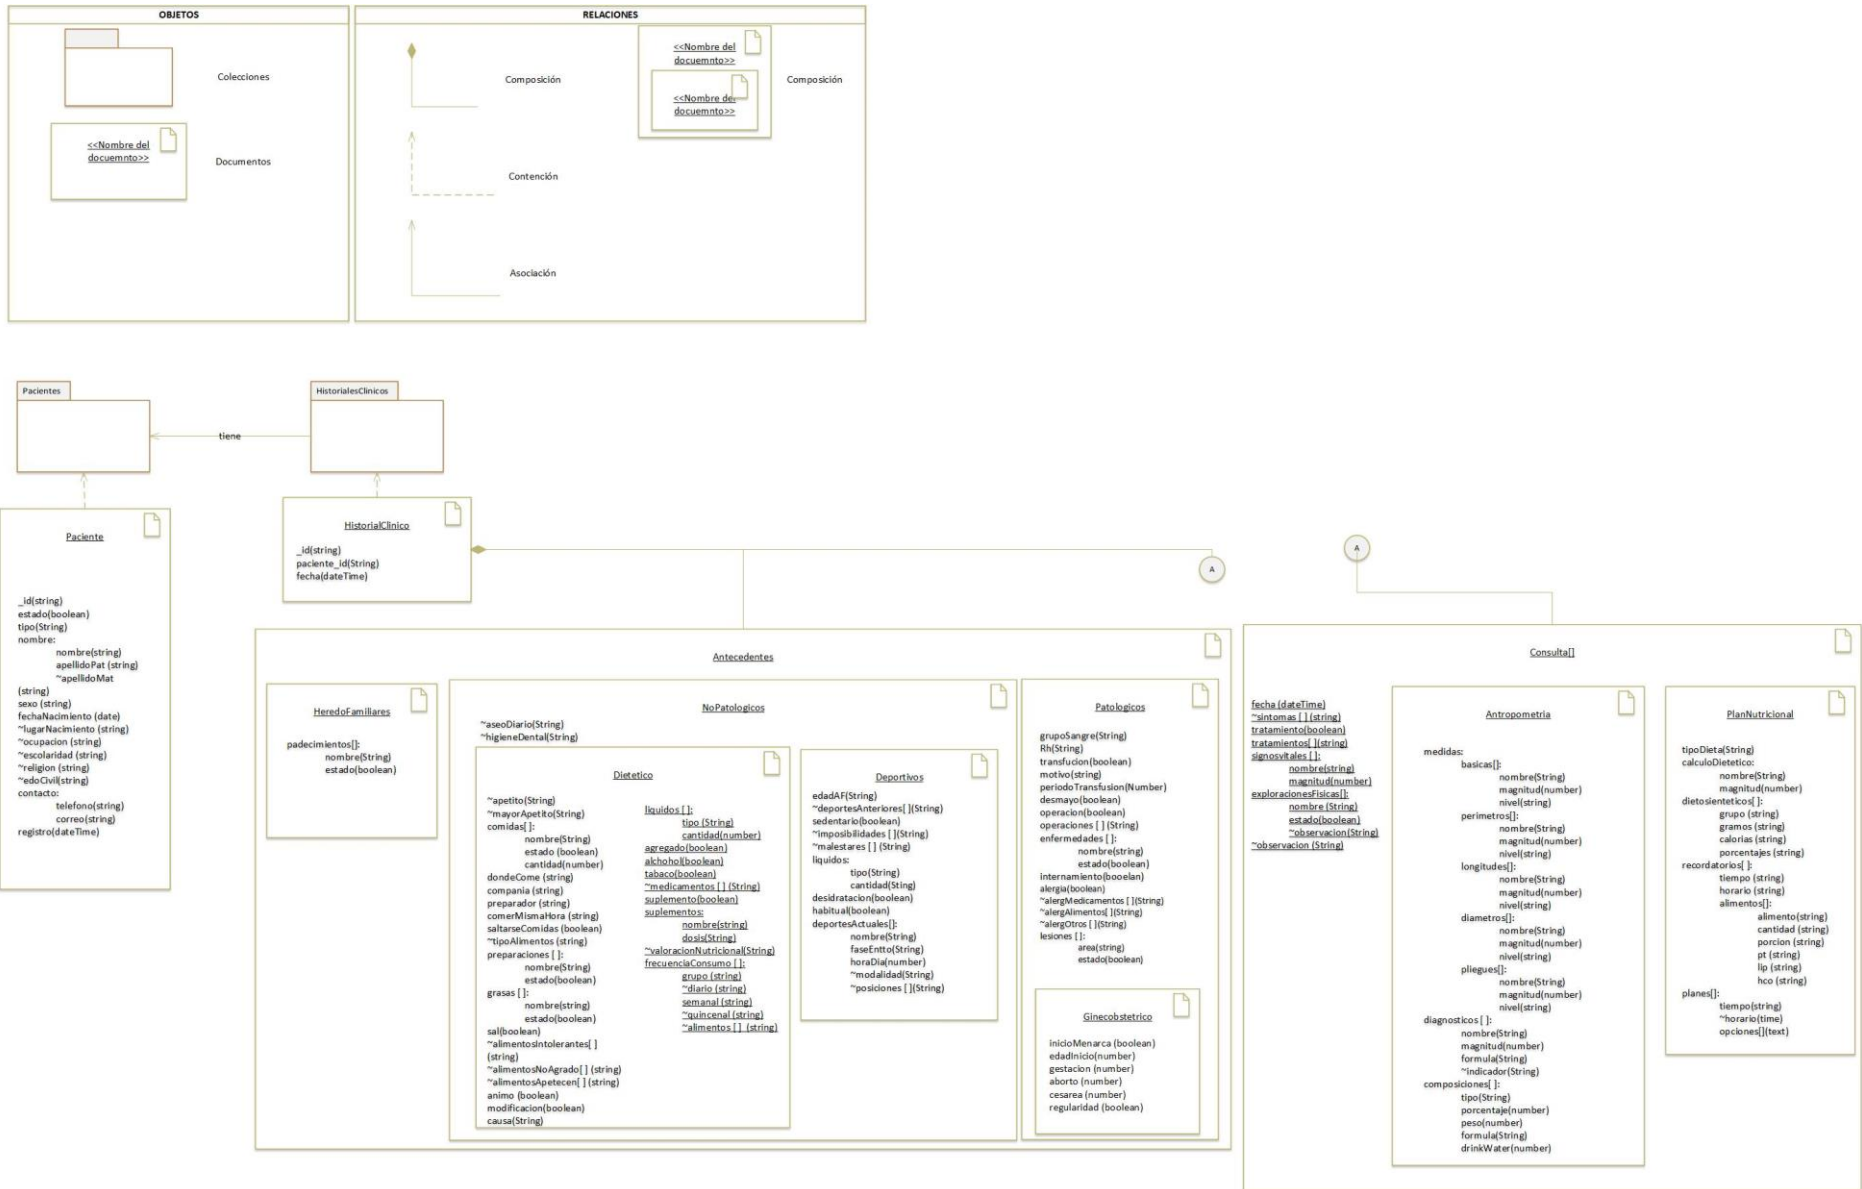 OBJETOS
Colecciones
<<Nombre del
docuemnto>>
Documentos
RELACIONES
Composición
<<Nombre del
docuemnto>>
<<Nombre del
docuemnto>>
Composición
Contención
Asociación
Pacientes
tiene
HistorialesClinicos
Paciente
_id(string)
estado(boolean)
tipo(String)
nombre:
nombre(string)
apellidoPat (string)
~apellidoMat
(string)
sexo (string)
fechaNacimiento (date)
~lugarNacimiento (string)
~ocupacion (string)
~escolaridad (string)
~religion (string)
~edoCivil(string)
contacto:
telefono(string)
correo(string)
registro(dateTime)
HistorialClinico
_id(string)
paciente_id(String)
fecha(dateTime)
A
A
Antecedentes
HeredoFamiliares
padecimientos[]:
nombre(String)
estado(boolean)
NoPatologicos
~aseoDiario(String)
~higieneDental(String)
Dietetico
~apetito(String)
~mayorApetito(String)
comidas[ ]:
nombre(String)
estado (boolean)
cantidad(number)
dondeCome (string)
compania (string)
preparador (string)
comerMismaHora (string)
saltarseComidas (boolean)
~tipoAlimentos (string)
preparaciones [ ]:
nombre(String)
estado(boolean)
grasas [ ]:
nombre(string)
estado(boolean)
sal(boolean)
~alimentosIntolerantes[ ]
(string)
~alimentosNoAgrado[ ] (string)
~alimentosApetecen[ ] (string)
animo (boolean)
modificacion(boolean)
causa(String)
liquidos [ ]:
tipo (String)
cantidad(number)
agregado(boolean)
alchohol(boolean)
tabaco(boolean)
~medicamentos [ ] (String)
suplemento(boolean)
suplementos:
nombre(string)
dosis(String)
~valoracionNutricional(String)
frecuenciaConsumo [ ]:
grupo (string)
~diario (string)
semanal (string)
~quincenal (string)
~alimentos [ ]  (string)
Deportivos
edadAF(String)
~deportesAnteriores[ ](String)
sedentario(boolean)
~imposibilidades [ ](String)
~malestares [ ] (String)
liquidos:
tipo(String)
cantidad(Sting)
desidratacion(boolean)
habitual(boolean)
deportesActuales[]:
nombre(String)
faseEntto(String)
horaDia(number)
~modalidad(String)
~posiciones [ ](String)
Patologicos
grupoSangre(String)
Rh(String)
transfucion(boolean)
motivo(string)
periodoTransfusion(Number)
desmayo(boolean)
operacion(boolean)
operaciones [ ] (String)
enfermedades [ ]:
nombre(string)
estado(boolean)
internamiento(booelan)
alergia(boolean)
~alergMedicamentos [ ](String)
~alergAlimentos[ ](String)
~alergOtros [ ](String)
lesiones [ ]:
area(string)
estado(boolean)
Ginecobstetrico
inicioMenarca (boolean)
edadInicio(number)
gestacion (number)
aborto (number)
cesarea (number)
regularidad (boolean)
Consulta[]
fecha (dateTime)
~sintomas [ ] (string)
tratamiento(boolean)
tratamientos[ ](string)
signosvitales [ ]:
nombre(string)
magnitud(number)
exploracionesFisicas[]:
nombre (String)
estado(boolean)
~observacion(String)
~observacion (String)
Antropometria
medidas:
basicas[]:
nombre(String)
magnitud(number)
nivel(string)
perimetros[]:
nombre(String)
magnitud(number)
nivel(string)
longitudes[]:
nombre(String)
magnitud(number)
nivel(string)
diametros[]:
nombre(String)
magnitud(number)
nivel(string)
pliegues[]:
nombre(String)
magnitud(number)
nivel(string)
diagnosticos [ ]:
nombre(String)
magnitud(number)
formula(String)
~indicador(String)
composiciones[ ]:
tipo(String)
porcentaje(number)
peso(number)
formula(String)
drinkWater(number)
PlanNutricional
tipoDieta(String)
calculoDietetico:
nombre(String)
magnitud(number)
dietosienteticos[ ]:
grupo (string)
gramos (string)
calorias (string)
porcentajes (string)
recordatorios[ ]:
tiempo (string)
horario (string)
alimentos[]:
alimento(string)
cantidad (string)
porcion (string)
pt (string)
lip (string)
hco (string)
planes[]:
tiempo(string)
~horario(time)
opciones[](text)